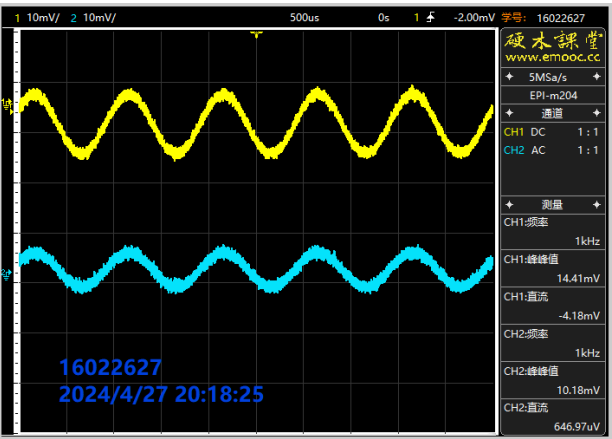 1 10mV/ 2 10mV/ 500us 0s 1 -2.00mV 学号: 16022627
硬木課堂
www.emooc.cc
5MSa/s
EPI-m204
通道
CH1 DC 1 : 1
CH2 AC 1 : 1
测量
CH1:频率
1kHz
CH1:峰峰值
14.41mV
CH1:直流
-4.18mV
CH2:频率
1kHz
CH2:峰峰值
10.18mV
CH2:直流
646.97uV
1
2
16022627
2024/4/27 20:18:25